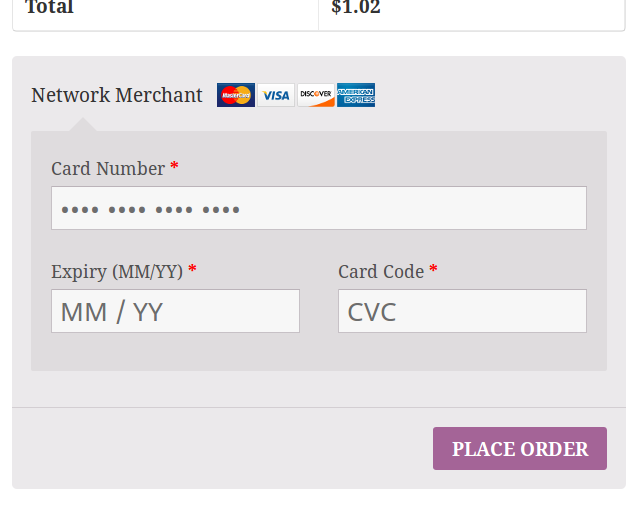 Total $1.02
Network Merchant MasterCard VISA DISCOVER AMERICAN EXPRESS
Card Number *
•••• •••• •••• ••••
Expiry (MM/YY) * Card Code *
MM / YY CVC
PLACE ORDER